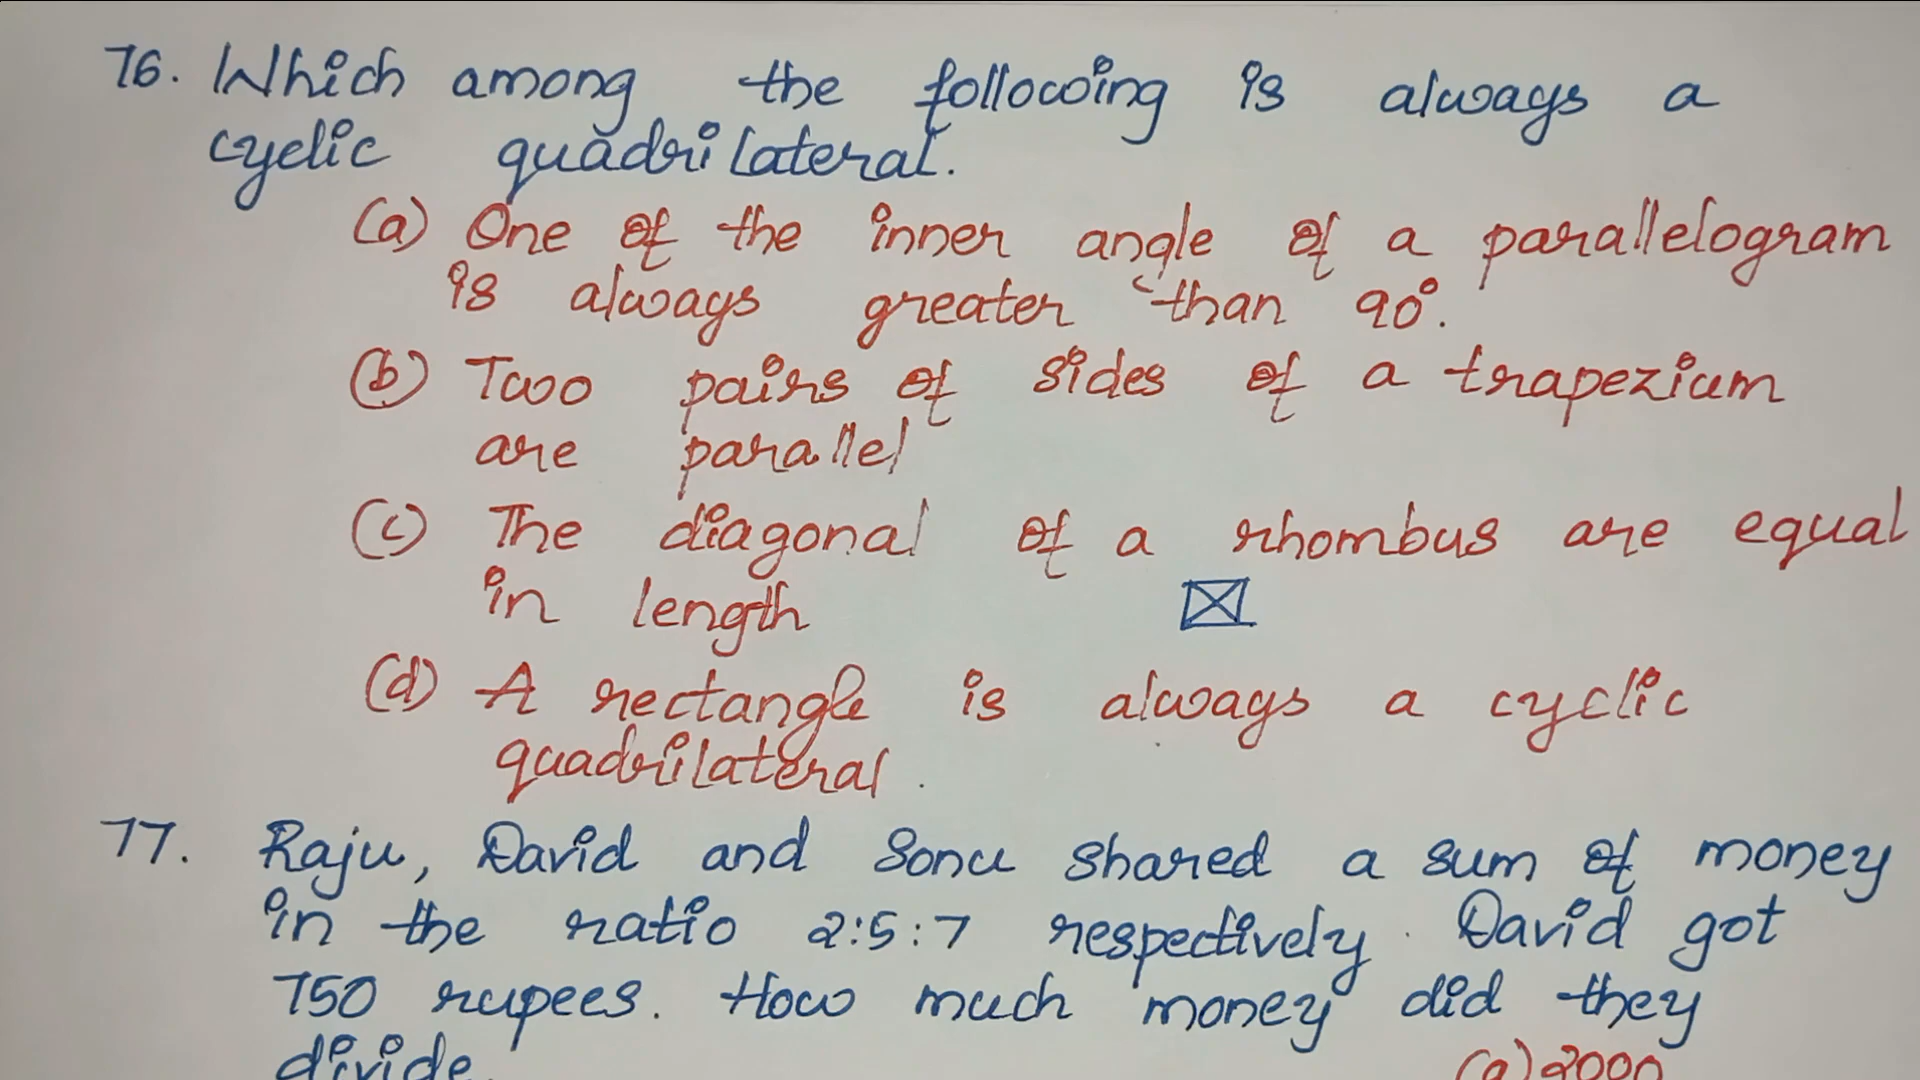 76. Which among the following is always a
cyclic quadrilateral.
(a) One of the inner angle of a parallelogram
is always greater than 90°.
(b) Two pairs of sides of a trapezium
are parallel
(c) The diagonal of a rhombus are equal
in length
(d) A rectangle is always a cyclic
quadrilateral.
77. Raju, David and Sonu shared a sum of money
in the ratio 2:5:7 respectively. David got
750 rupees. How much money did they
divide.
(a) 2000